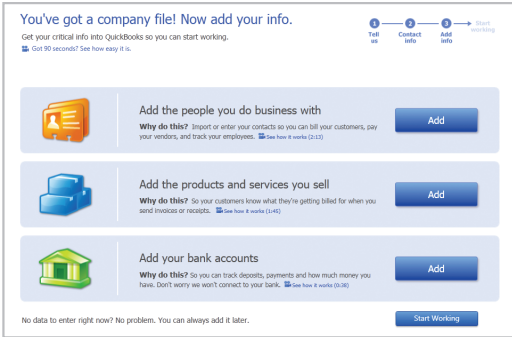 You've got a company file! Now add your info.
Get your critical info into QuickBooks so you can start working.
Got 90 seconds? See how easy it is.
1 2 3 Start working
Tell us
Contact info
Add info
Add the people you do business with
Why do this? Import or enter your contacts so you can bill your customers, pay
your vendors, and track your employees. See how it works (2:13)
Add
Add the products and services you sell
Why do this? So your customers know what they're getting billed for when you
send invoices or receipts. See how it works (1:45)
Add
Add your bank accounts
Why do this? So you can track deposits, payments and how much money you
have. Don't worry we won't connect to your bank. See how it works (0:38)
Add
No data to enter right now? No problem. You can always add it later.
Start Working